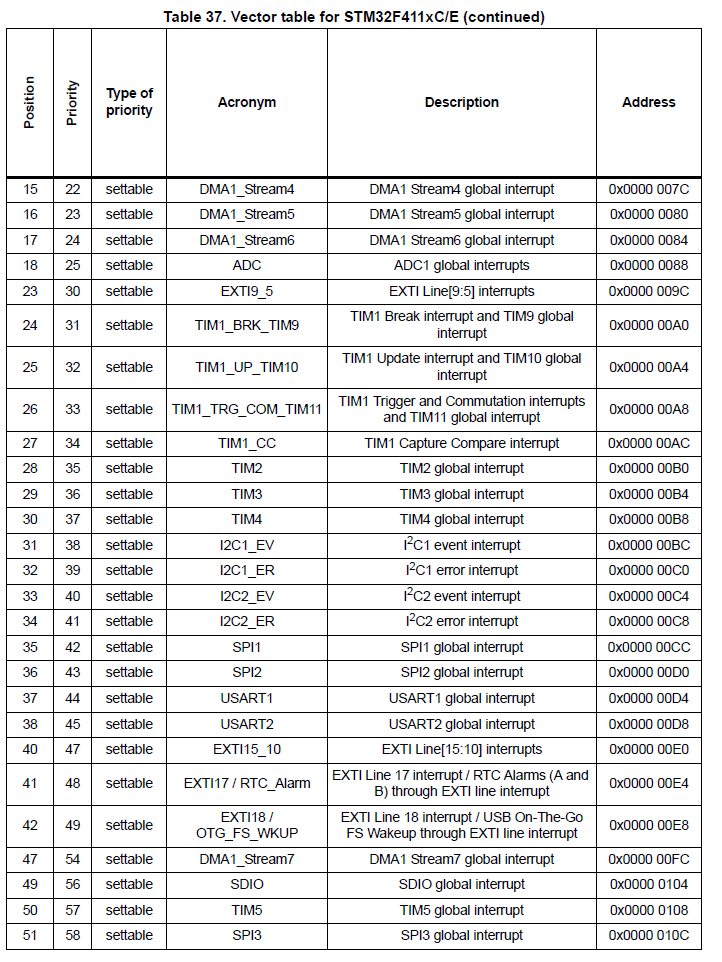 Table 37. Vector table for STM32F411xC/E (continued)
Position Priority Type of priority Acronym Description Address
15 22 settable DMA1_Stream4 DMA1 Stream4 global interrupt 0x0000 007C
16 23 settable DMA1_Stream5 DMA1 Stream5 global interrupt 0x0000 0080
17 24 settable DMA1_Stream6 DMA1 Stream6 global interrupt 0x0000 0084
18 25 settable ADC ADC1 global interrupts 0x0000 0088
23 30 settable EXTI9_5 EXTI Line[9:5] interrupts 0x0000 009C
24 31 settable TIM1_BRK_TIM9 TIM1 Break interrupt and TIM9 global interrupt 0x0000 00A0
25 32 settable TIM1_UP_TIM10 TIM1 Update interrupt and TIM10 global interrupt 0x0000 00A4
26 33 settable TIM1_TRG_COM_TIM11 TIM1 Trigger and Commutation interrupts and TIM11 global interrupt 0x0000 00A8
27 34 settable TIM1_CC TIM1 Capture Compare interrupt 0x0000 00AC
28 35 settable TIM2 TIM2 global interrupt 0x0000 00B0
29 36 settable TIM3 TIM3 global interrupt 0x0000 00B4
30 37 settable TIM4 TIM4 global interrupt 0x0000 00B8
31 38 settable I2C1_EV I²C1 event interrupt 0x0000 00BC
32 39 settable I2C1_ER I²C1 error interrupt 0x0000 00C0
33 40 settable I2C2_EV I²C2 event interrupt 0x0000 00C4
34 41 settable I2C2_ER I²C2 error interrupt 0x0000 00C8
35 42 settable SPI1 SPI1 global interrupt 0x0000 00CC
36 43 settable SPI2 SPI2 global interrupt 0x0000 00D0
37 44 settable USART1 USART1 global interrupt 0x0000 00D4
38 45 settable USART2 USART2 global interrupt 0x0000 00D8
40 47 settable EXTI15_10 EXTI Line[15:10] interrupts 0x0000 00E0
41 48 settable EXTI17 / RTC_Alarm EXTI Line 17 interrupt / RTC Alarms (A and B) through EXTI line interrupt 0x0000 00E4
42 49 settable EXTI18 / OTG_FS_WKUP EXTI Line 18 interrupt / USB On-The-Go FS Wakeup through EXTI line interrupt 0x0000 00E8
47 54 settable DMA1_Stream7 DMA1 Stream7 global interrupt 0x0000 00FC
49 56 settable SDIO SDIO global interrupt 0x0000 0104
50 57 settable TIM5 TIM5 global interrupt 0x0000 0108
51 58 settable SPI3 SPI3 global interrupt 0x0000 010C